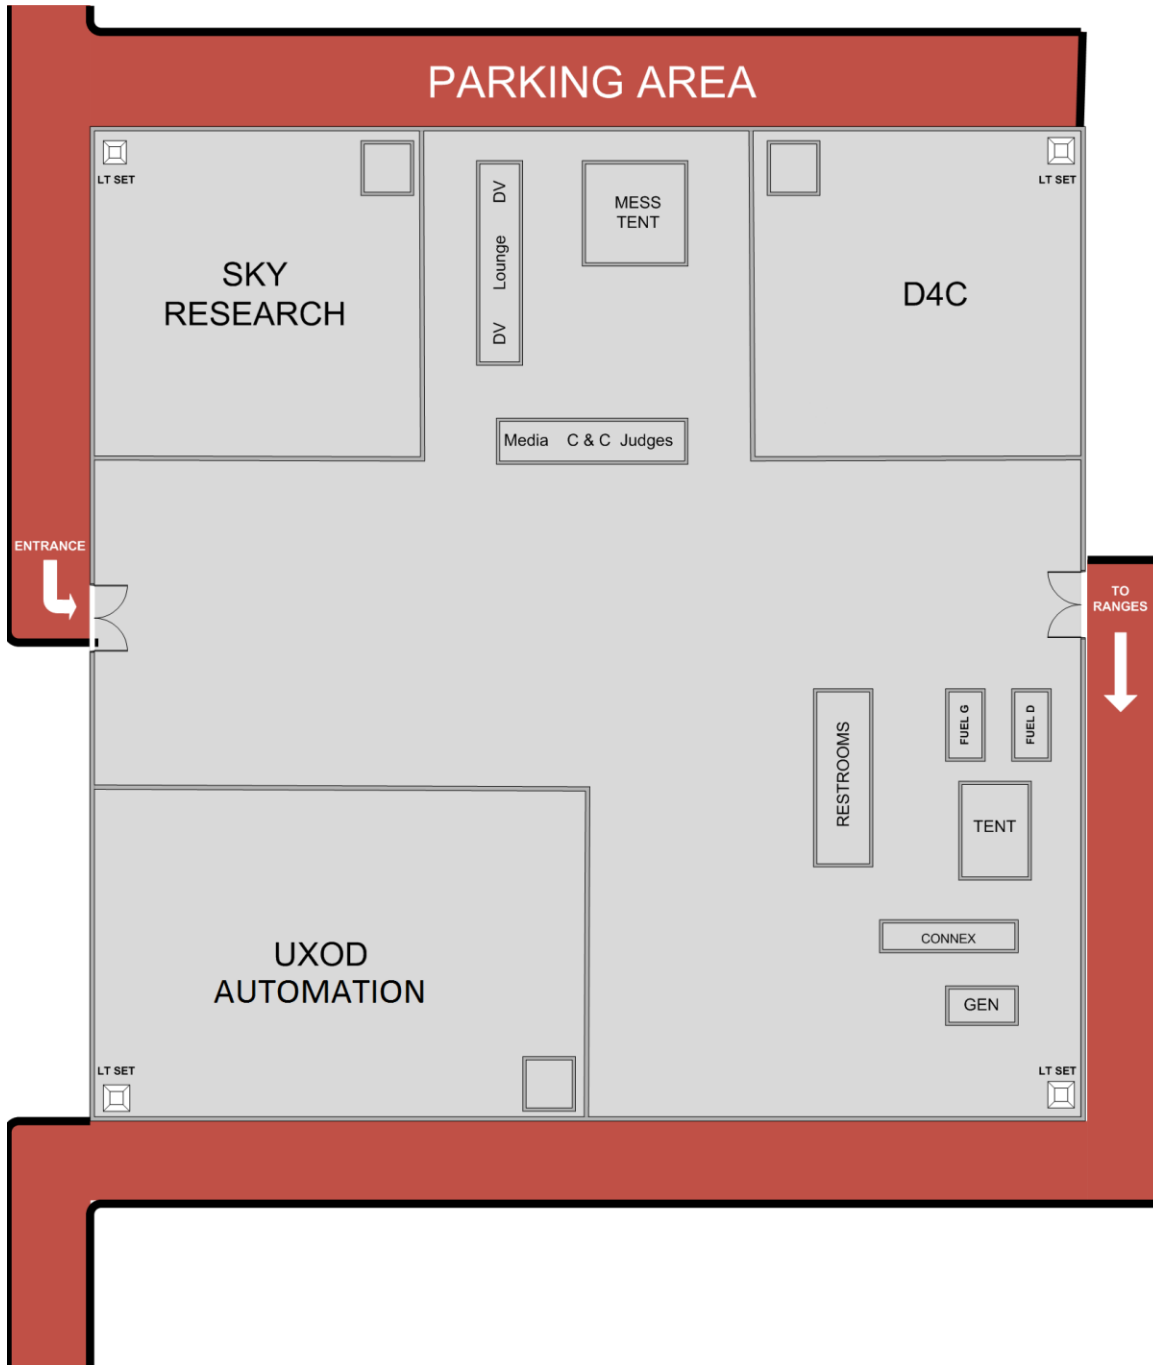 PARKING AREA
LT SET
SKY
RESEARCH
DV Lounge DV
MESS
TENT
LT SET
D4C
Media C & C Judges
ENTRANCE
TO
RANGES
RESTROOMS
FUEL G
FUEL D
TENT
CONNEX
GEN
UXOD
AUTOMATION
LT SET
LT SET